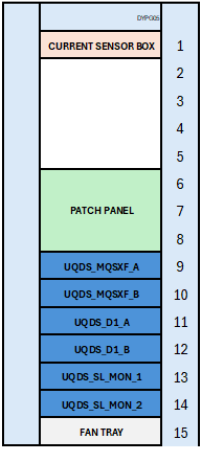 DYPG05
CURRENT SENSOR BOX 1
2
3
4
5
6
PATCH PANEL 7
8
UQDS_MQSXF_A 9
UQDS_MQSXF_B 10
UQDS_D1_A 11
UQDS_D1_B 12
UQDS_SL_MON_1 13
UQDS_SL_MON_2 14
FAN TRAY 15